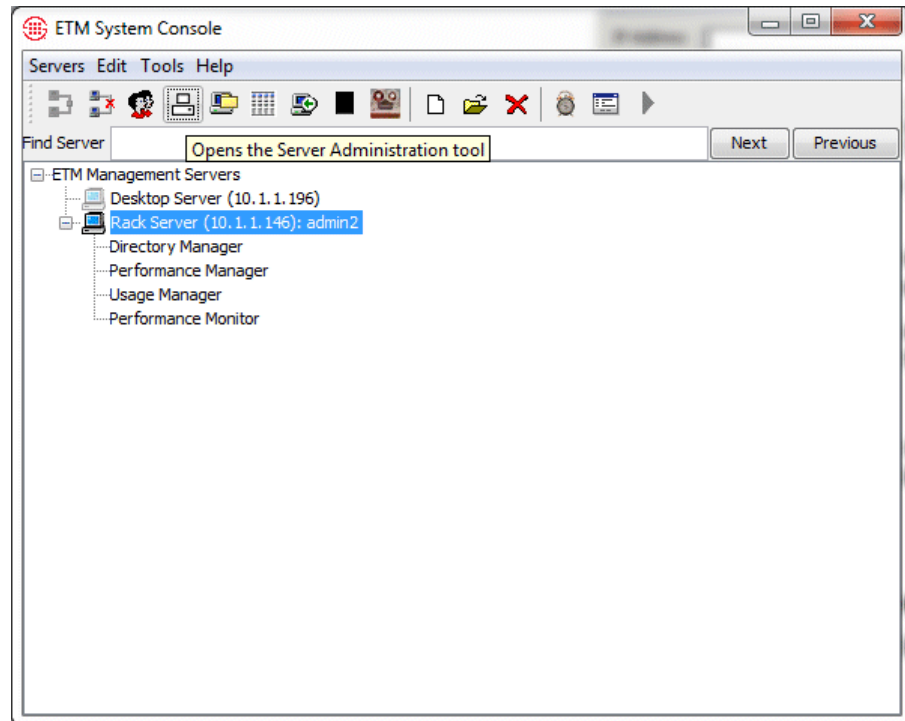 ETM System Console
Servers Edit Tools Help
Find Server
Next
Previous
Opens the Server Administration tool
ETM Management Servers
Desktop Server (10.1.1.196)
Rack Server (10.1.1.146): admin2
Directory Manager
Performance Manager
Usage Manager
Performance Monitor